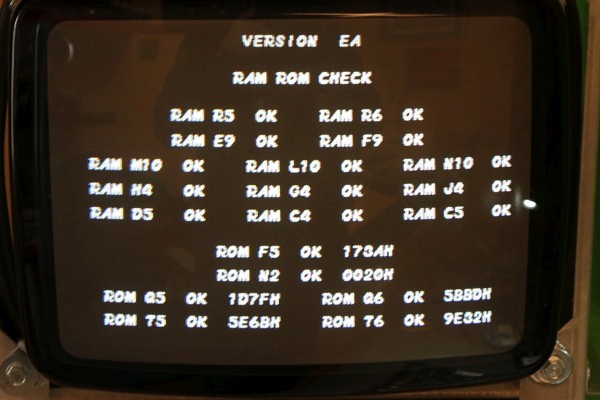 VERSION EA
RAM ROM CHECK
RAM R5 OK RAM R6 OK
RAM E9 OK RAM F9 OK
RAM M10 OK RAM L10 OK RAM N10 OK
RAM H4 OK RAM G4 OK RAM J4 OK
RAM D5 OK RAM C4 OK RAM C5 OK
ROM F5 OK 173AH
ROM N2 OK 0020H
ROM Q5 OK 1D7FH ROM Q6 OK 5BBDH
ROM T5 OK 5E6BH ROM T6 OK 9E32H